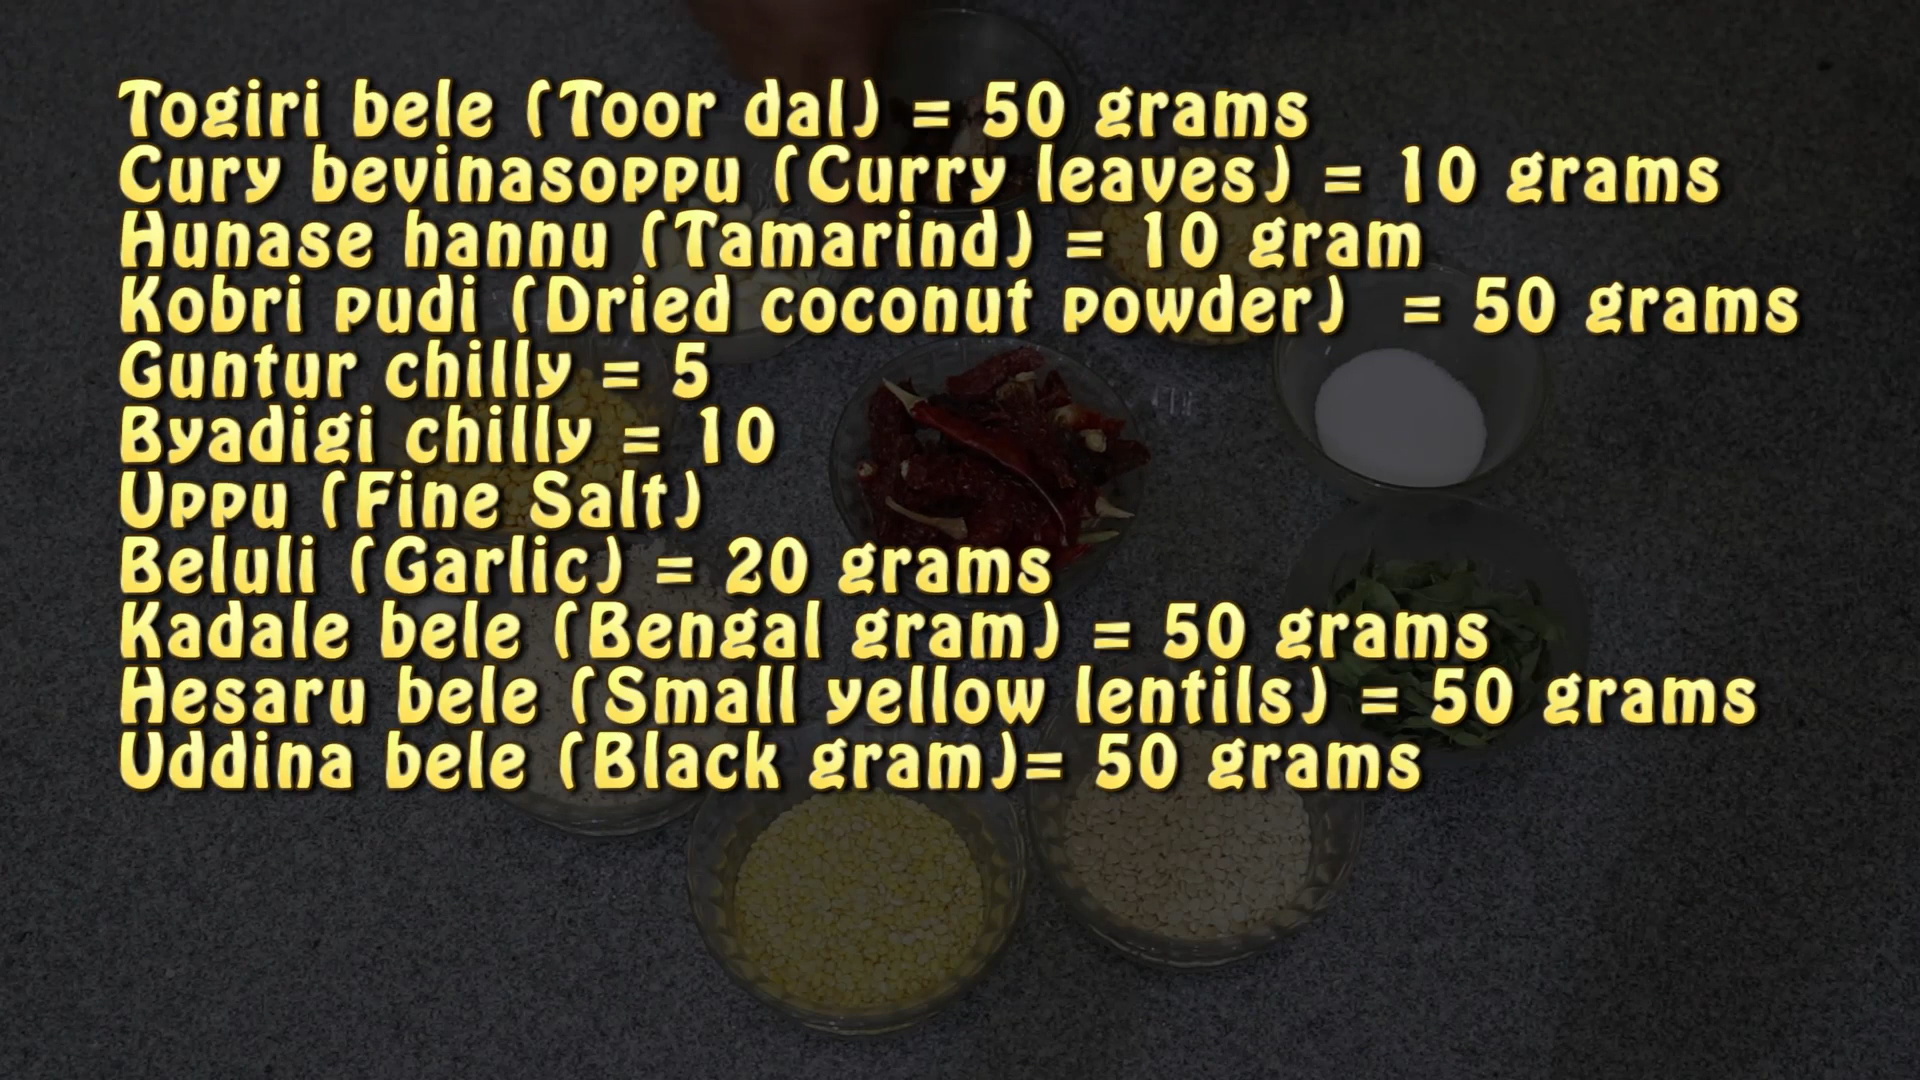 Togiri bele (Toor dal) = 50 grams
Cury bevinasoppu (Curry leaves) = 10 grams
Hunase hannu (Tamarind) = 10 gram
Kobri pudi (Dried coconut powder) = 50 grams
Guntur chilly = 5
Byadigi chilly = 10
Uppu (Fine Salt)
Beluli (Garlic) = 20 grams
Kadale bele (Bengal gram) = 50 grams
Hesaru bele (Small yellow lentils) = 50 grams
Uddina bele (Black gram)= 50 grams